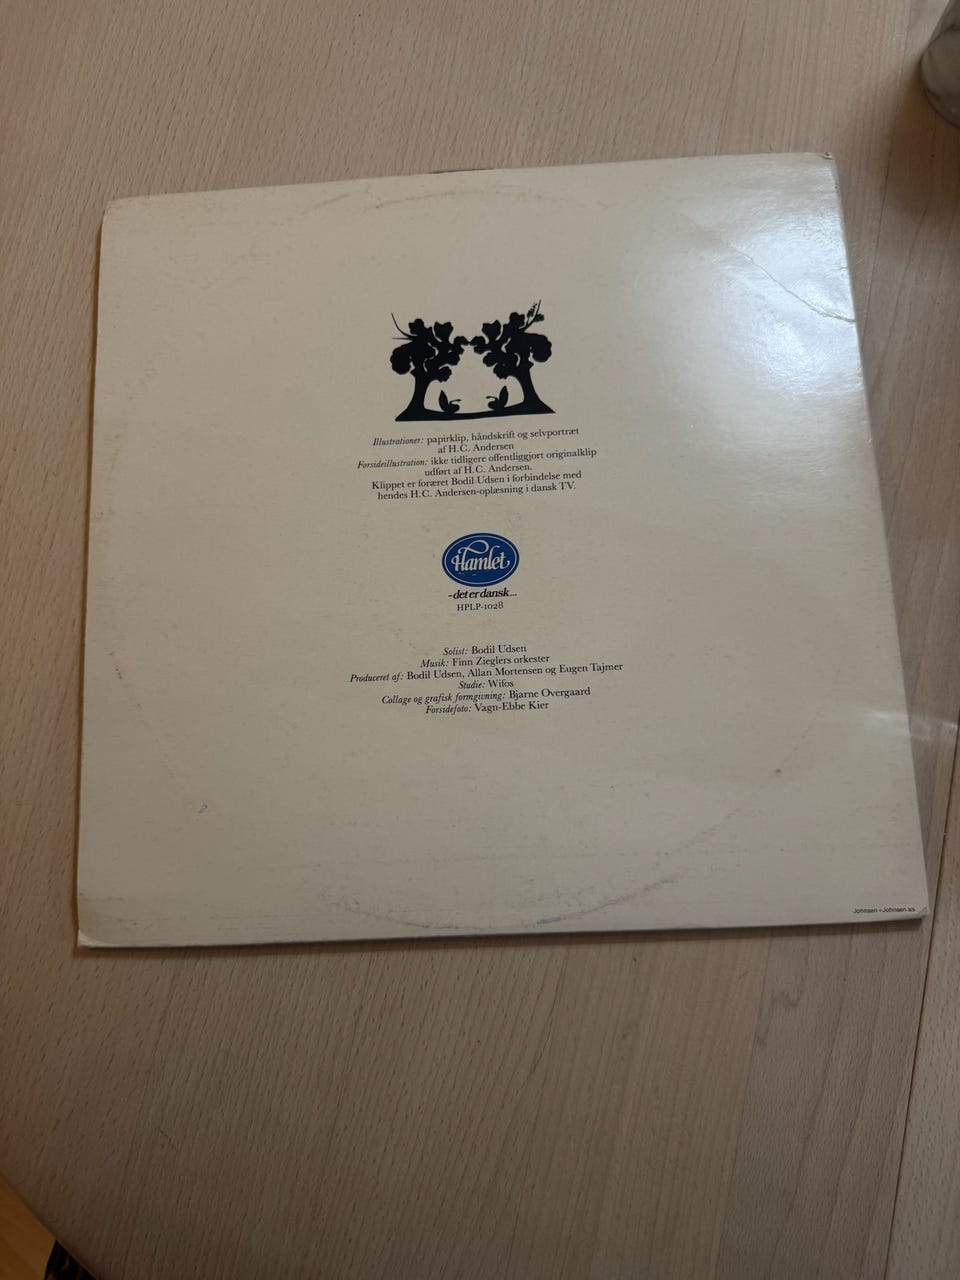 Illustrationer: papirklip, håndskrift og selvportræt
af H.C. Andersen
Forsideillustration: ikke tidligere offentliggjort originalklip
udført af H.C. Andersen.
Klippet er foræret Bodil Udsen i forbindelse med
hendes H.C. Andersen-oplæsning i dansk TV.
Hamlet
-det er dansk...
HPLP-1028
Solist: Bodil Udsen
Musik: Finn Zieglers orkester
Produceret af: Bodil Udsen, Allan Mortensen og Eugen Tajmer
Studie: Wifos
Collage og grafisk formgivning: Bjarne Overgaard
Forsidefoto: Vagn-Ebbe Kier
Johnsen+Johnsen a/s